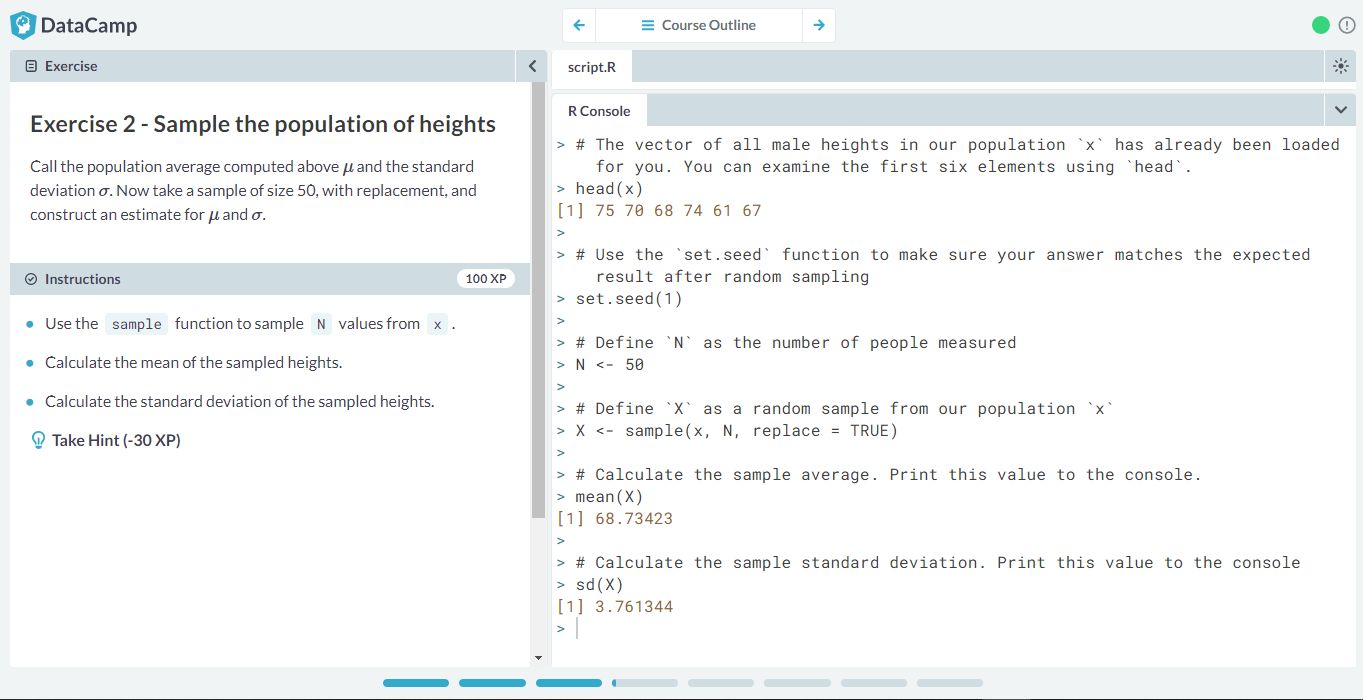 DataCamp
Course Outline
Exercise
Exercise 2 - Sample the population of heights
Call the population average computed above μ and the standard
deviation σ. Now take a sample of size 50, with replacement, and
construct an estimate for μ and σ.
Instructions
100 XP
Use the sample function to sample N values from x .
Calculate the mean of the sampled heights.
Calculate the standard deviation of the sampled heights.
Take Hint (-30 XP)
script.R
R Console
> # The vector of all male heights in our population `x` has already been loaded
for you. You can examine the first six elements using `head`.
> head(x)
[1] 75 70 68 74 61 67
>
> # Use the `set.seed` function to make sure your answer matches the expected
result after random sampling
> set.seed(1)
>
> # Define `N` as the number of people measured
> N <- 50
>
> # Define `X` as a random sample from our population `x`
> X <- sample(x, N, replace = TRUE)
>
> # Calculate the sample average. Print this value to the console.
> mean(X)
[1] 68.73423
>
> # Calculate the sample standard deviation. Print this value to the console
> sd(X)
[1] 3.761344
>